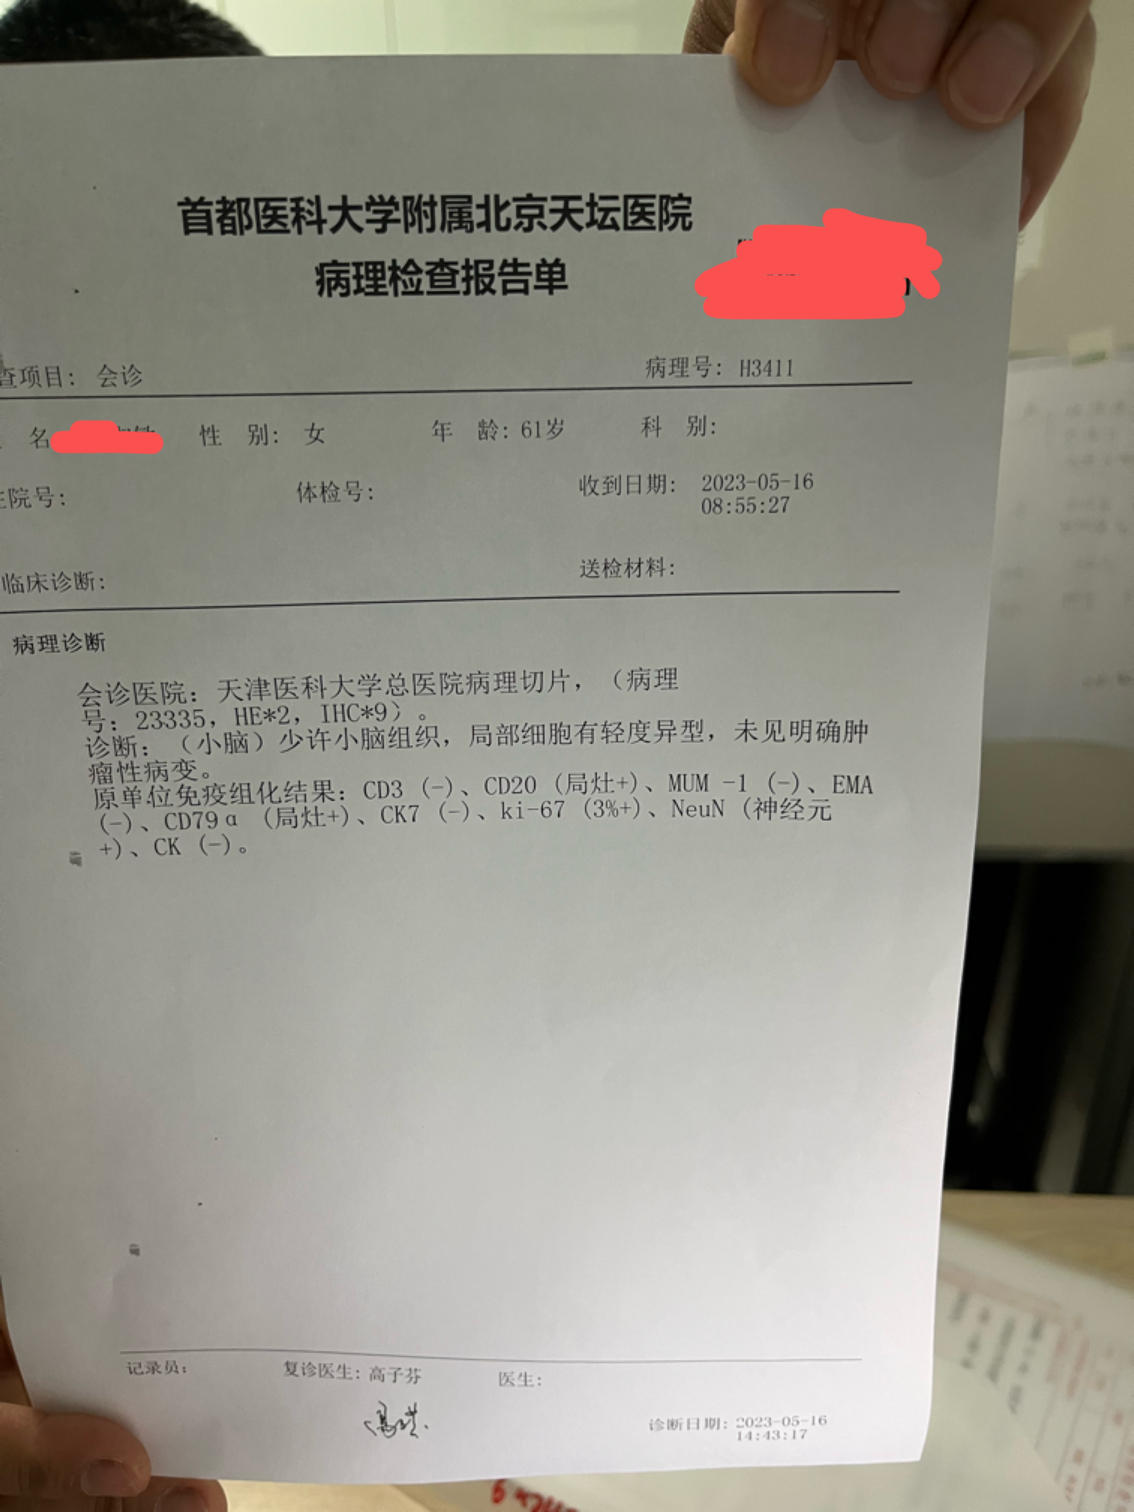 首都医科大学附属北京天坛医院
病理检查报告单
查项目: 会诊 病理号: H3411
名 性 别: 女 年 龄: 61岁 科 别:
院号: 体检号: 收到日期: 2023-05-16
08:55:27
临床诊断: 送检材料:
病理诊断
会诊医院: 天津医科大学总医院病理切片, (病理
号: 23335, HE*2, IHC*9)。
诊断: (小脑)少许小脑组织, 局部细胞有轻度异型, 未见明确肿
瘤性病变。
原单位免疫组化结果: CD3 (-)、CD20 (局灶+)、MUM -1 (-)、EMA
(-)、CD79α (局灶+)、CK7 (-)、ki-67 (3%+)、NeuN (神经元
+)、CK (-)。
记录员: 复诊医生: 高子芬 医生:
诊断日期: 2023-05-16
14:43:17